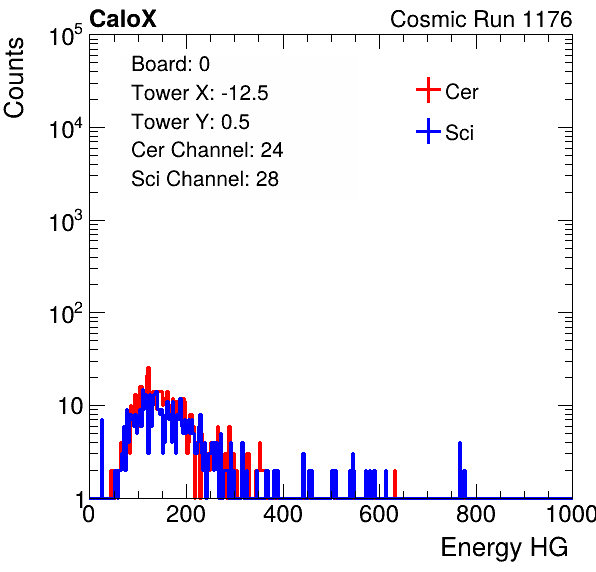 CaloX Cosmic Run 1176
Counts
Board: 0
Tower X: -12.5
Tower Y: 0.5
Cer Channel: 24
Sci Channel: 28
Cer
Sci
10^5
10^4
10^3
10^2
10
1
0 200 400 600 800 1000
Energy HG